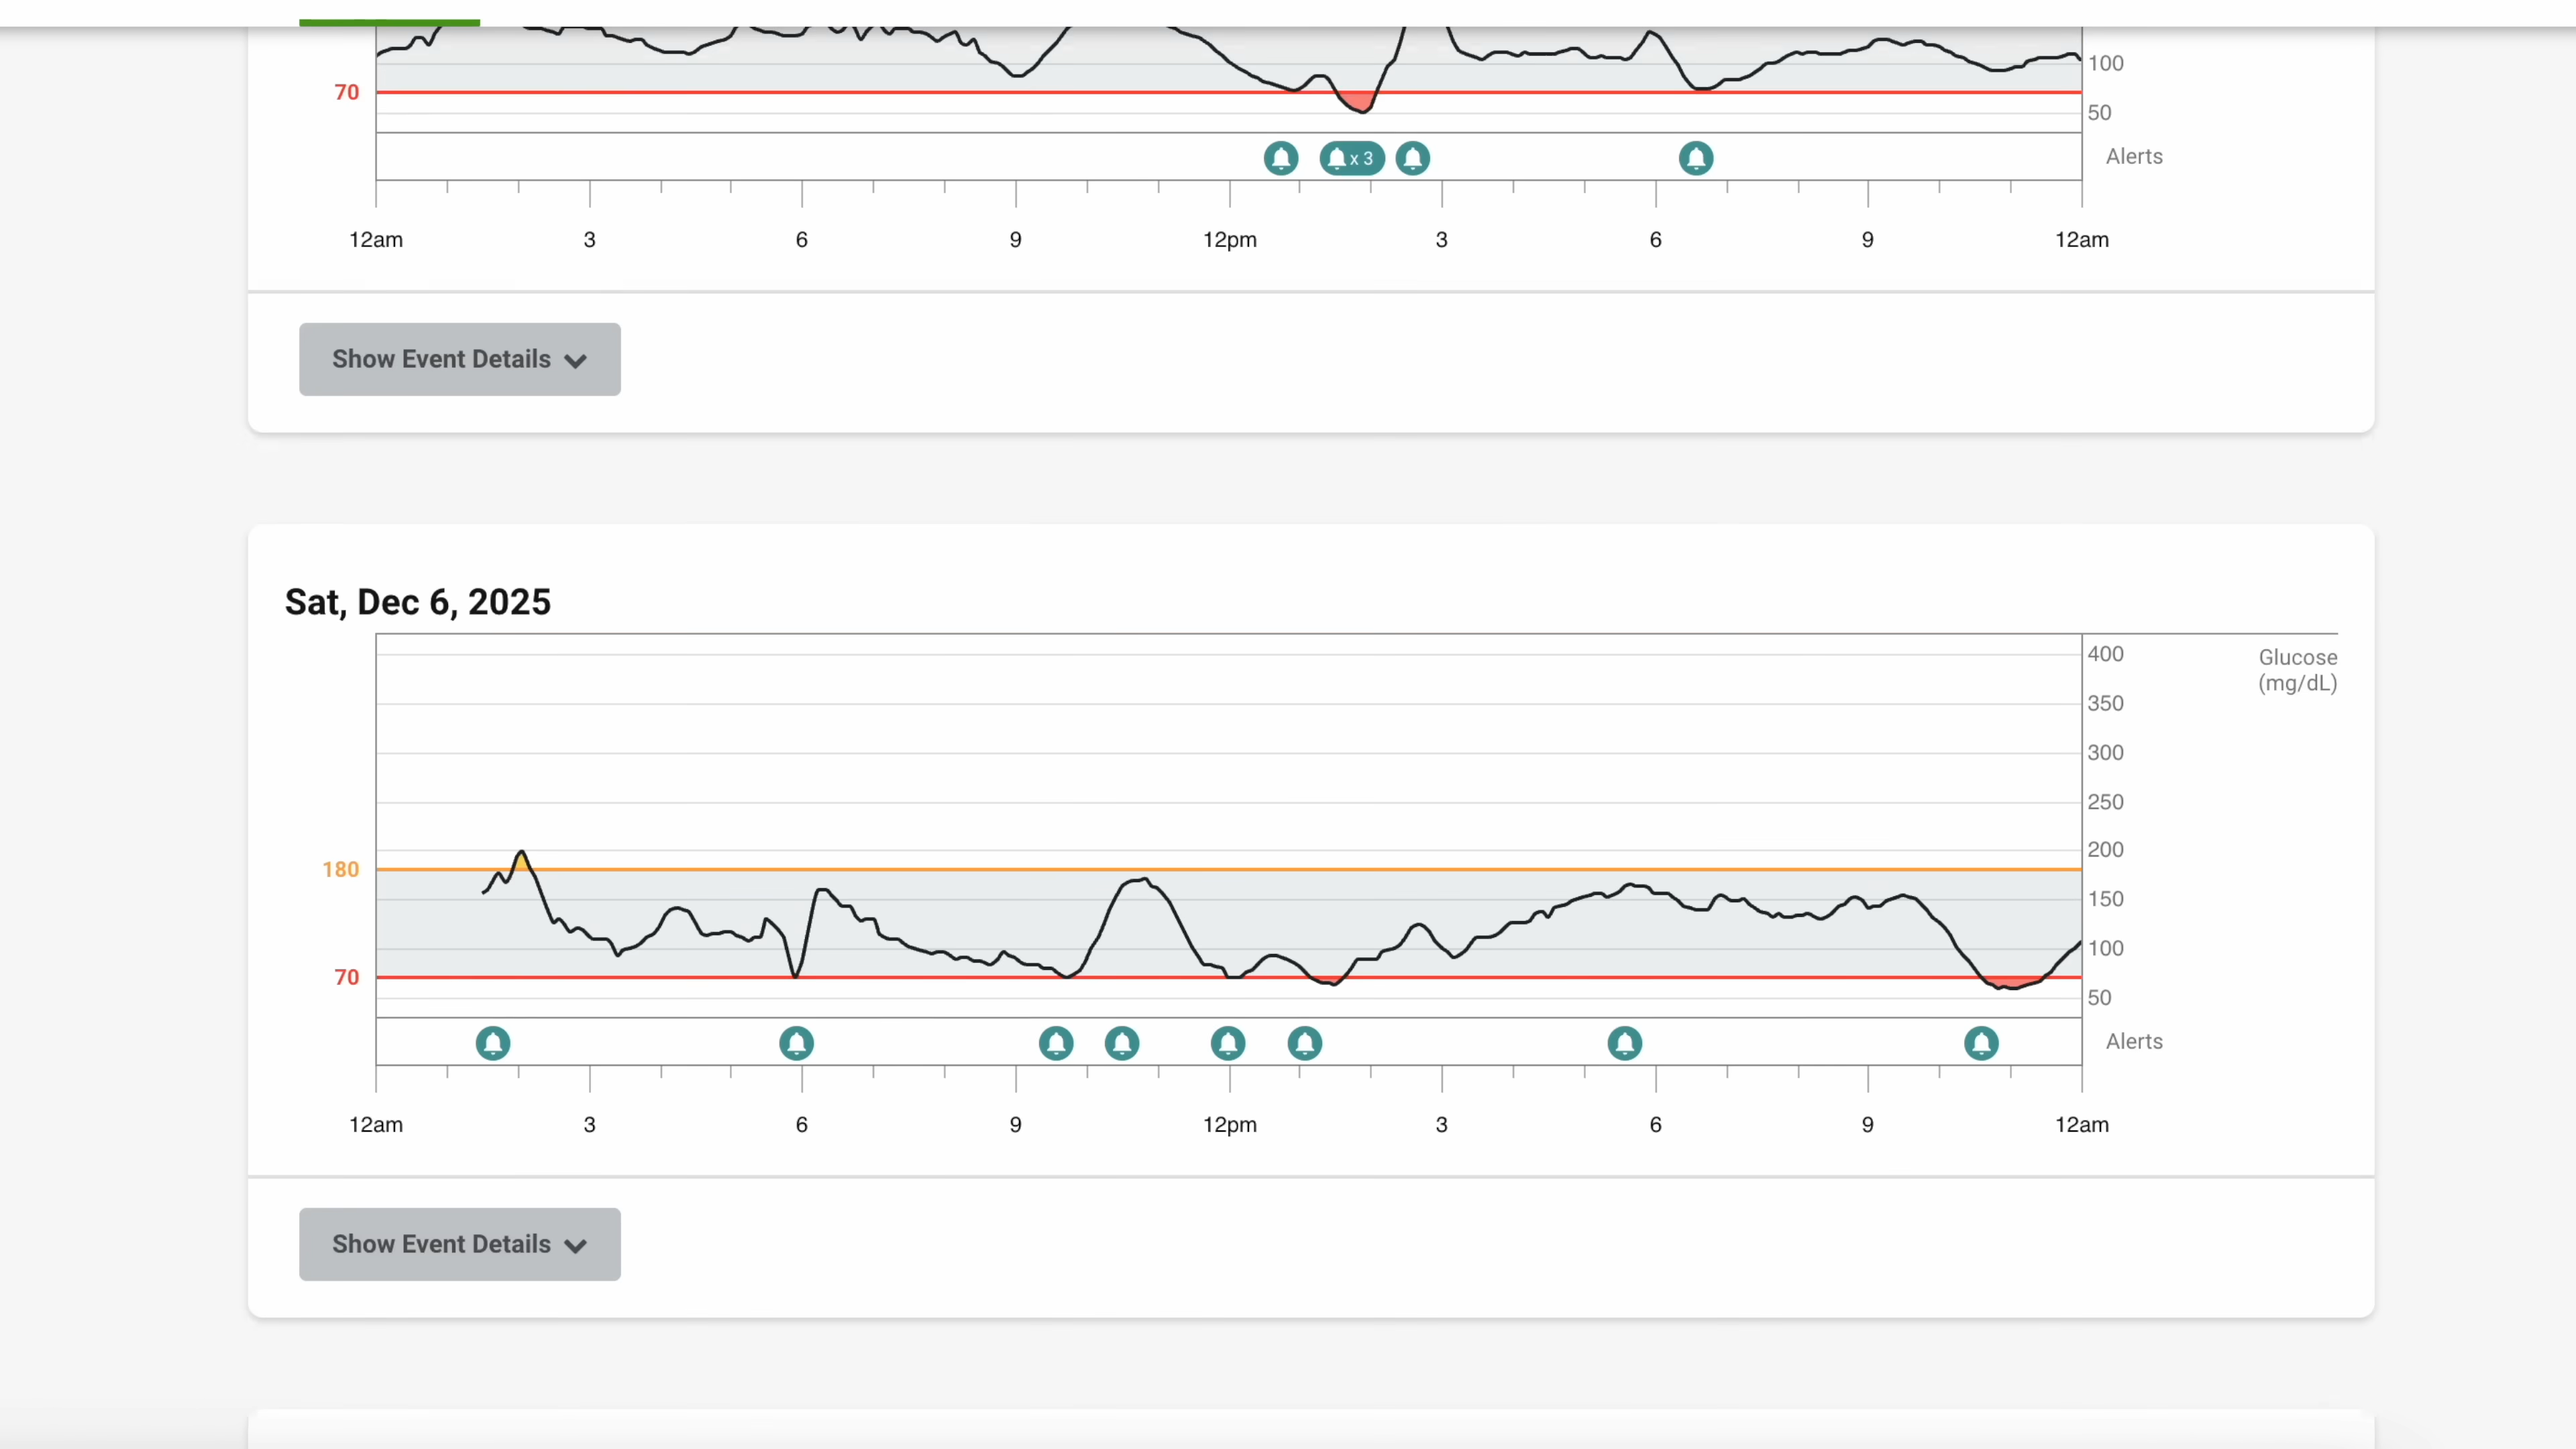 100
70
50
x 3
Alerts
12am 3 6 9 12pm 3 6 9 12am
Show Event Details
Sat, Dec 6, 2025
400
Glucose
(mg/dL)
350
300
250
200
180
150
100
70
50
Alerts
12am 3 6 9 12pm 3 6 9 12am
Show Event Details